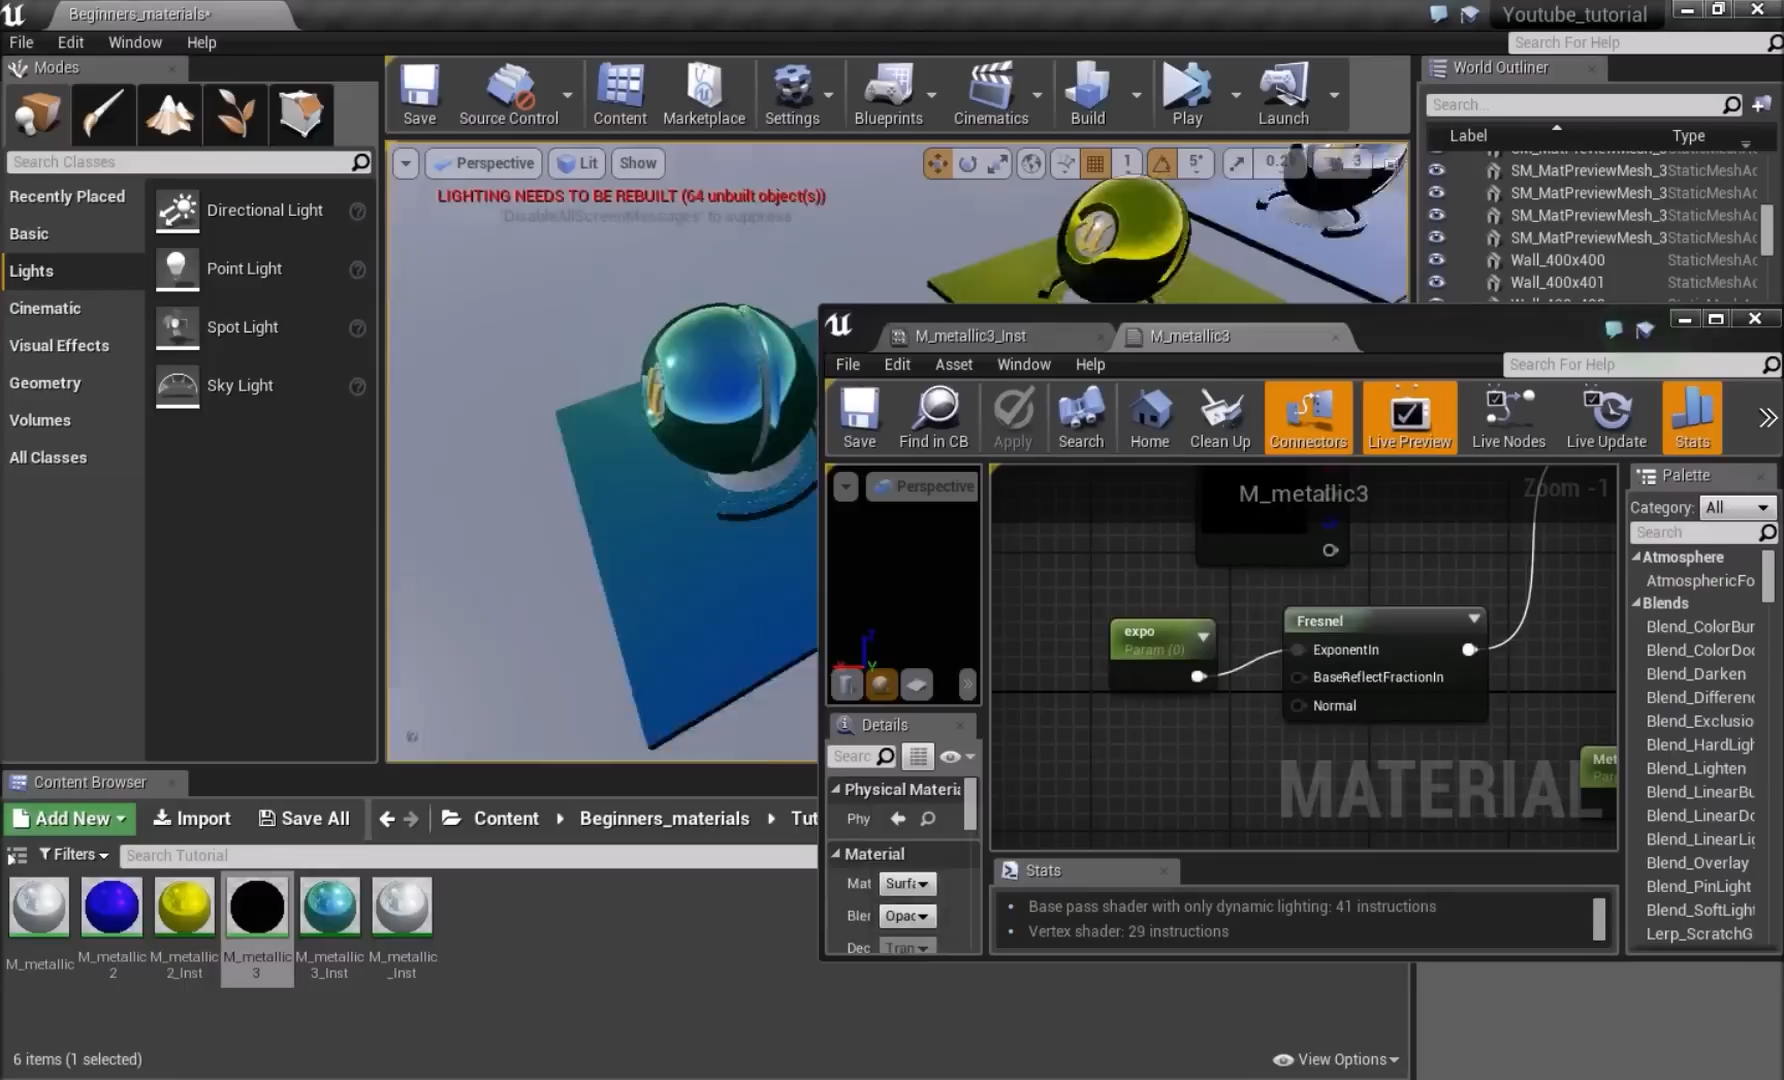 Beginners_materials*
Youtube_tutorial
File Edit Window Help
Search For Help
Modes
Search Classes
Recently Placed
Basic
Lights
Cinematic
Visual Effects
Geometry
Volumes
All Classes
Directional Light
Point Light
Spot Light
Sky Light
Save
Source Control
Content
Marketplace
Settings
Blueprints
Cinematics
Build
Play
Launch
Perspective Lit Show
1 5° 3
LIGHTING NEEDS TO BE REBUILT (64 unbuilt object(s))
'DisableAllScreenMessages' to suppress
World Outliner
Search...
Label Type
SM_MatPreviewMesh_3 StaticMeshAc
SM_MatPreviewMesh_3 StaticMeshAc
SM_MatPreviewMesh_3 StaticMeshAc
SM_MatPreviewMesh_3 StaticMeshAc
Wall_400x400 StaticMeshAc
Wall_400x401 StaticMeshAc
M_metallic3_Inst
M_metallic3
File Edit Asset Window Help
Search For Help
Save
Find in CB
Apply
Search
Home
Clean Up
Connectors
Live Preview
Live Nodes
Live Update
Stats
Perspective
M_metallic3
Zoom -1
expo
Param (0)
Fresnel
ExponentIn
BaseReflectFractionIn
Normal
Met
Par
MATERIAL
Details
Searc
Physical Materia
Phy
Material
Mat Surfa
Ble Opac
Dec Tran
Stats
Base pass shader with only dynamic lighting: 41 instructions
Vertex shader: 29 instructions
Palette
Category: All
Search
Atmosphere
AtmosphericFo
Blends
Blend_ColorBur
Blend_ColorDoc
Blend_Darken
Blend_Differenc
Blend_Exclusio
Blend_HardLigh
Blend_Lighten
Blend_LinearBu
Blend_LinearDo
Blend_LinearLig
Blend_Overlay
Blend_PinLight
Blend_SoftLight
Lerp_ScratchG
Content Browser
Add New Import Save All Content Beginners_materials Tut
Filters Search Tutorial
M_metallic
M_metallic
2
M_metallic
2_Inst
M_metallic
3
M_metallic
3_Inst
M_metallic
_Inst
6 items (1 selected)
View Options